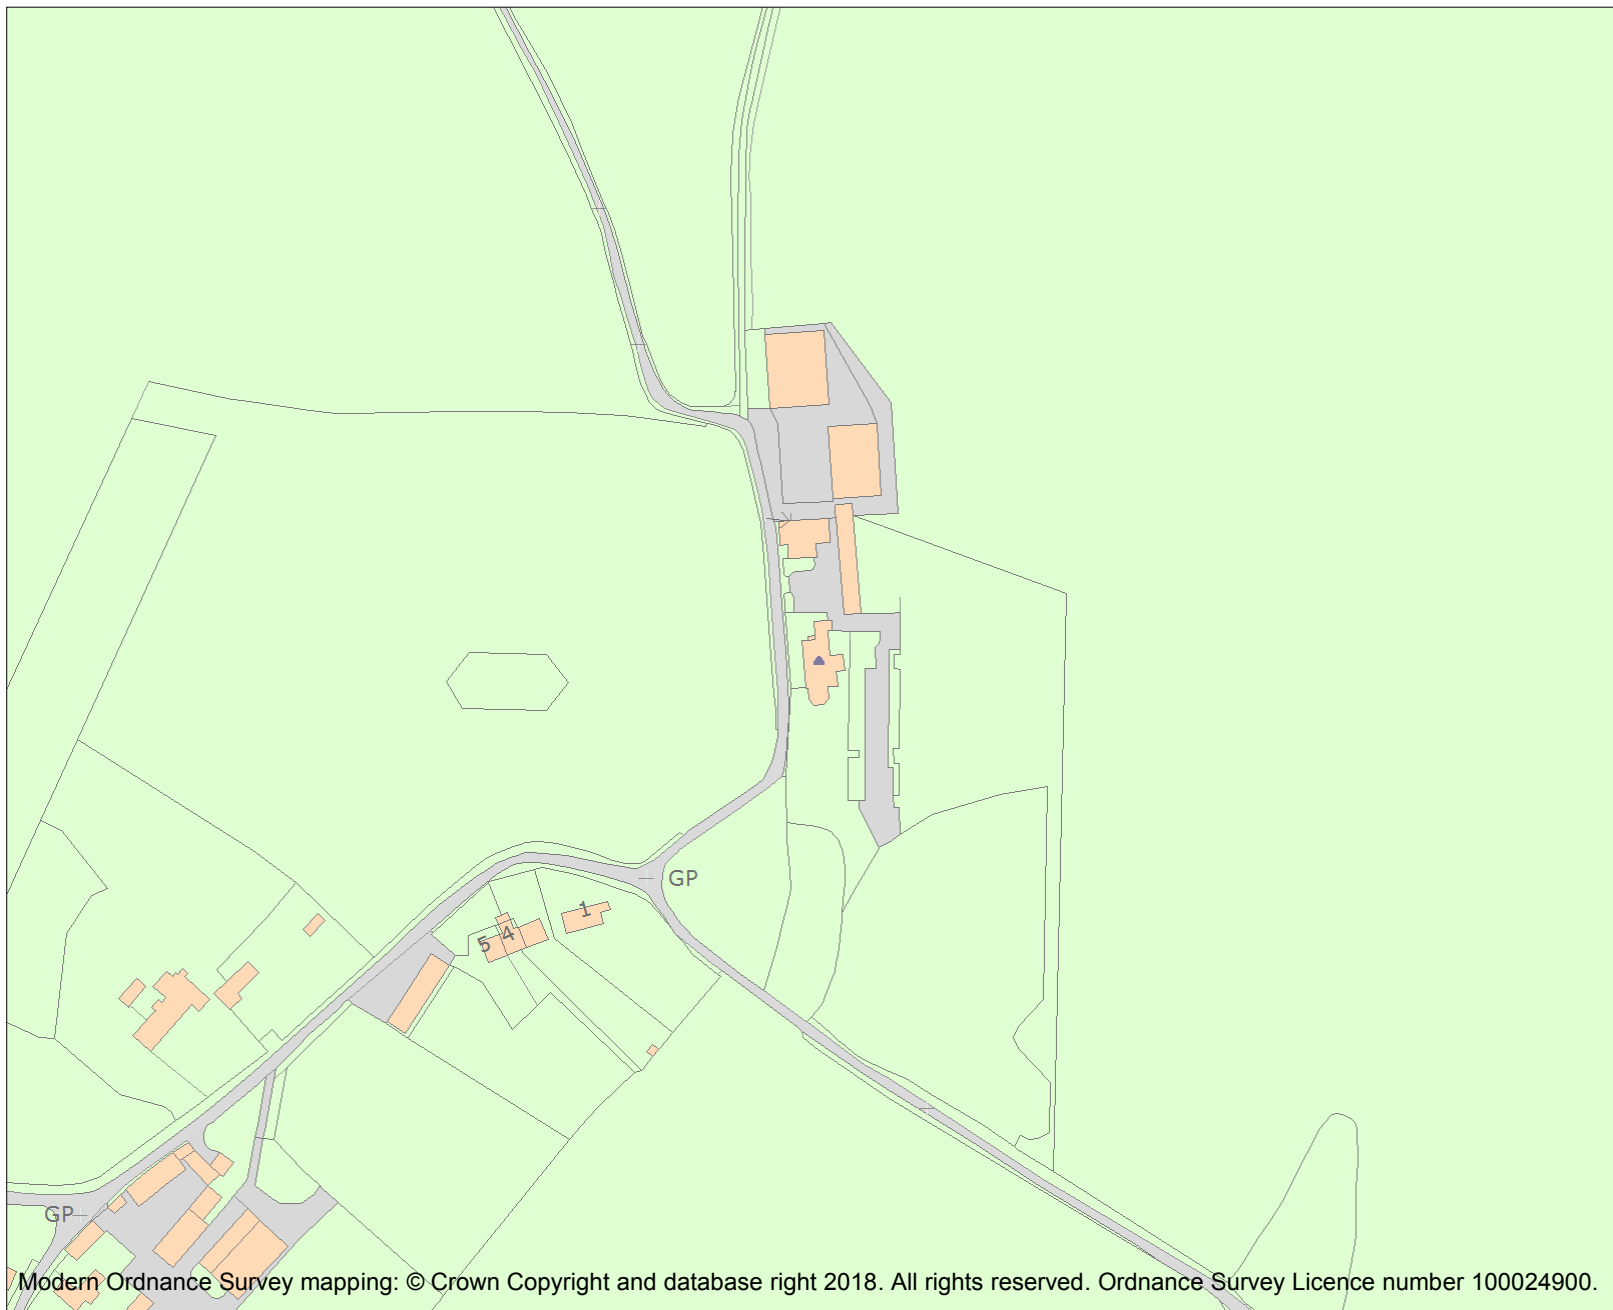 GP
1
4
5
GP
Modern Ordnance Survey mapping: © Crown Copyright and database right 2018. All rights reserved. Ordnance Survey Licence number 100024900.